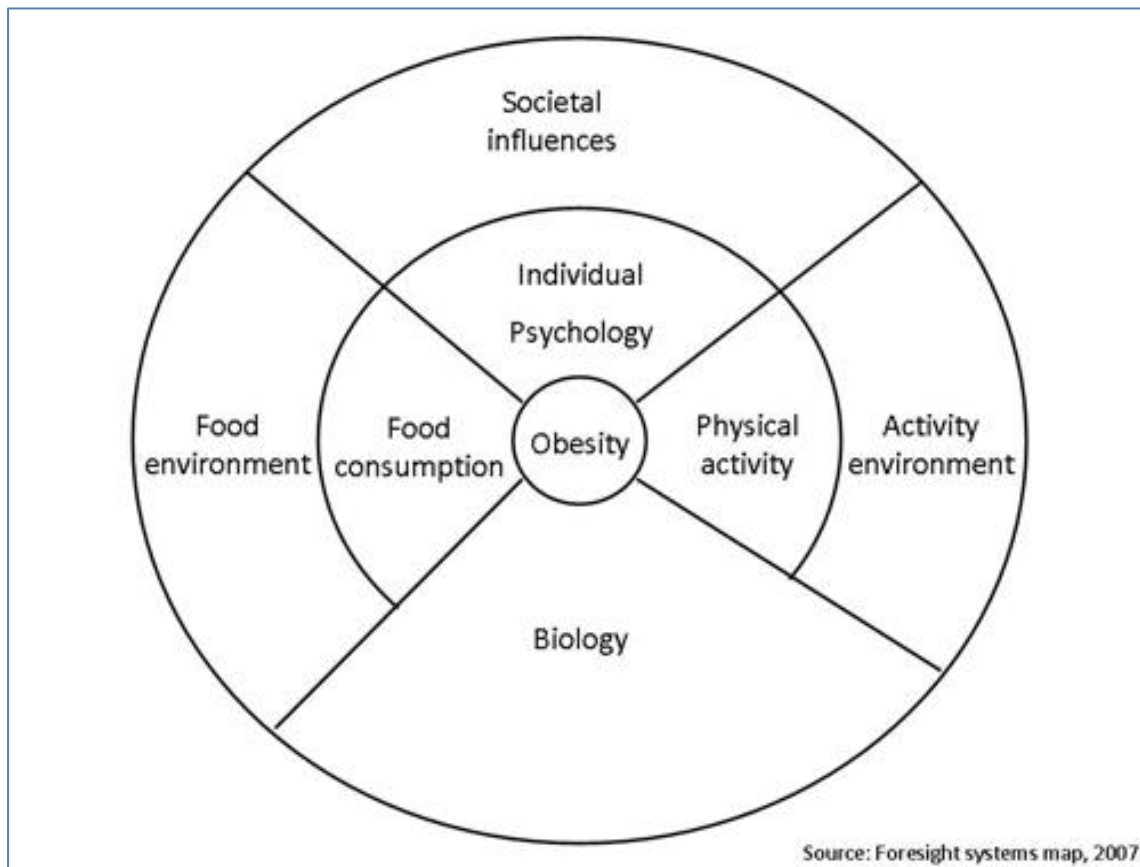 Societal
influences
Individual
Psychology
Food
environment
Food
consumption
Obesity
Physical
activity
Activity
environment
Biology
Source: Foresight systems map, 2007